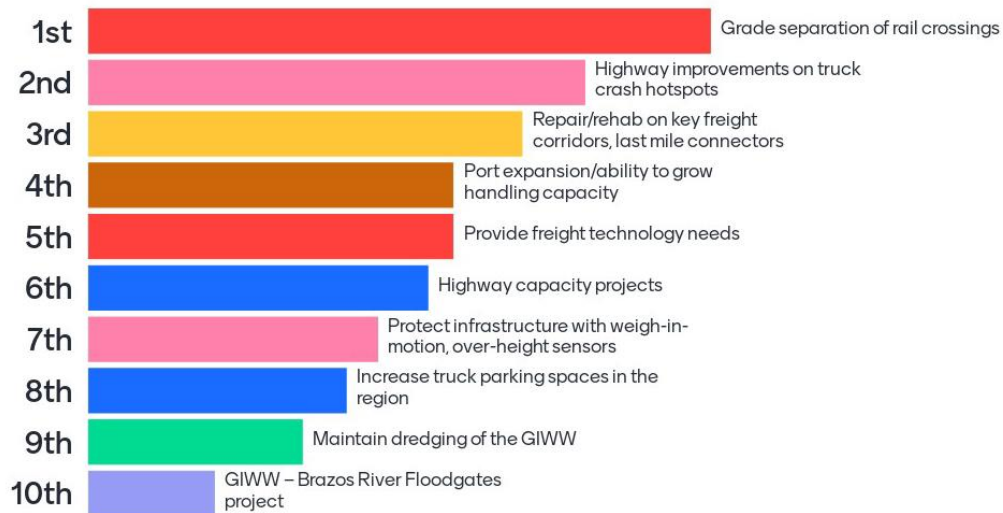 1st
Grade separation of rail crossings
2nd
Highway improvements on truck
crash hotspots
3rd
Repair/rehab on key freight
corridors, last mile connectors
4th
Port expansion/ability to grow
handling capacity
5th
Provide freight technology needs
6th
Highway capacity projects
7th
Protect infrastructure with weigh-in-
motion, over-height sensors
8th
Increase truck parking spaces in the
region
9th
Maintain dredging of the GIWW
10th
GIWW – Brazos River Floodgates
project